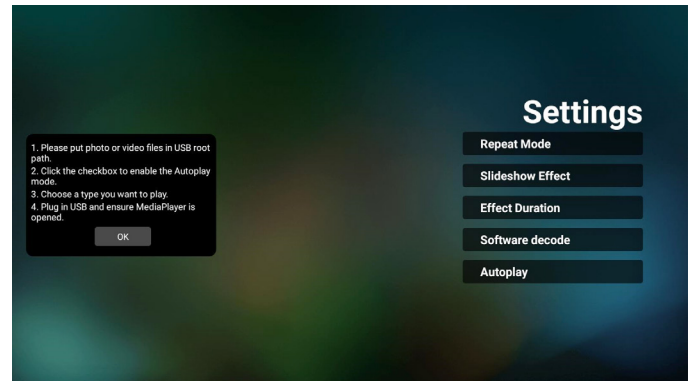 Settings
1. Please put photo or video files in USB root
path.
2. Click the checkbox to enable the Autoplay
mode.
3. Choose a type you want to play.
4. Plug in USB and ensure MediaPlayer is
opened.
OK
Repeat Mode
Slideshow Effect
Effect Duration
Software decode
Autoplay